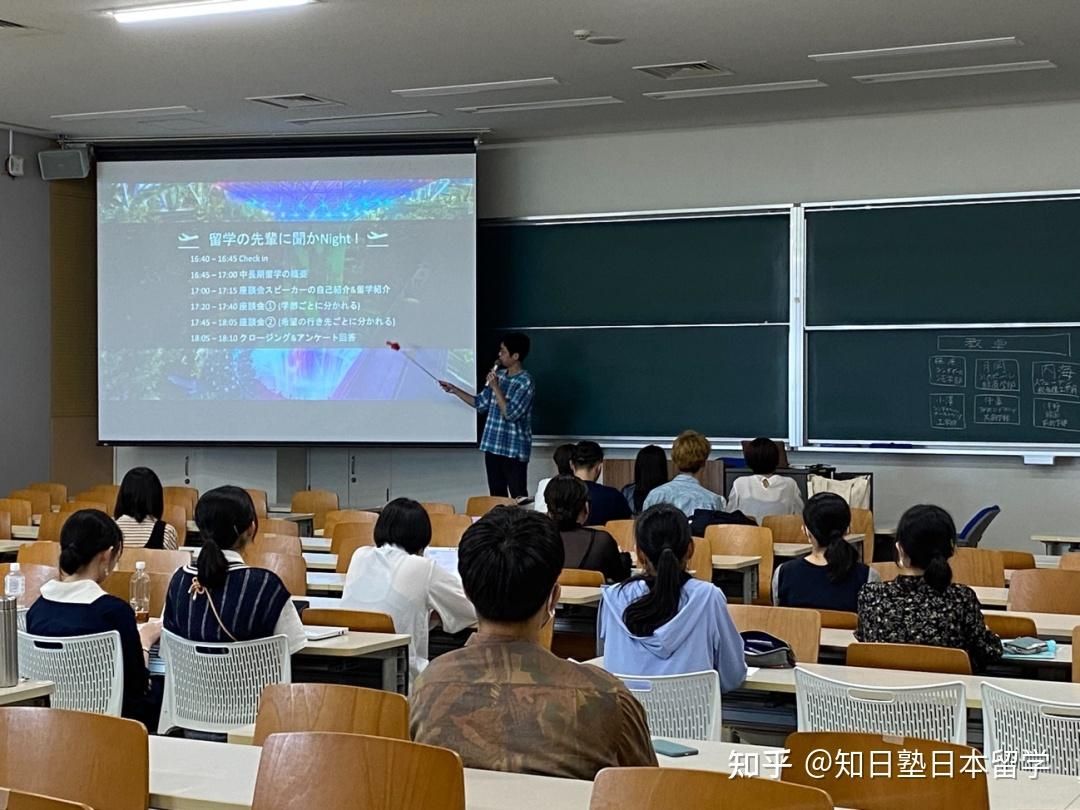 留学の先輩に聞かNight!
16:40 – 16:45 Check in
16:45 – 17:00 中長期留学の概要
17:00 – 17:15 座談会スピーカーの自己紹介&留学紹介
17:20 – 17:40 座談会① (学部ごとに分かれる)
17:45 – 18:05 座談会② (希望の行き先ごとに分かれる)
18:05 – 18:10 クロージング&アンケート回答
教卓
内海
小澤
知乎 @知日塾日本留学